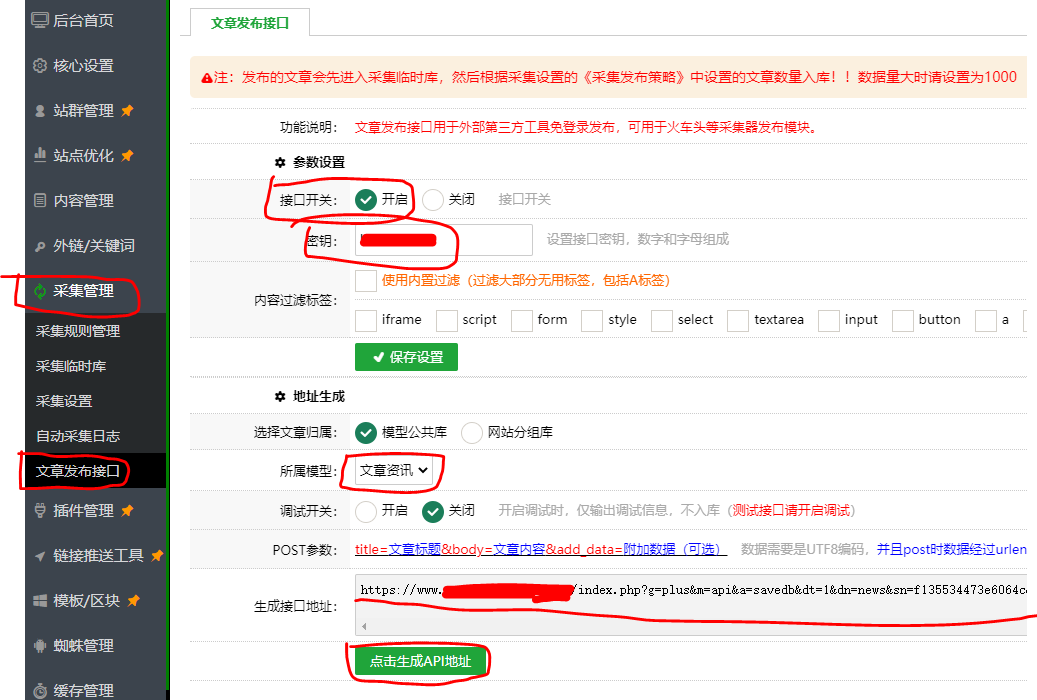 后台首页
核心设置
站群管理
站点优化
内容管理
外链/关键词
采集管理
采集规则管理
采集临时库
采集设置
自动采集日志
文章发布接口
插件管理
链接推送工具
模板/区块
蜘蛛管理
缓存管理
文章发布接口
注：发布的文章会先进入采集临时库，然后根据采集设置的《采集发布策略》中设置的文章数量入库！！数据量大时请设置为1000
功能说明： 文章发布接口用于外部第三方工具免登录发布，可用于火车头等采集器发布模块。
参数设置
接口开关： 开启 关闭 接口开关
密钥： 设置接口密钥，数字和字母组成
使用内置过滤（过滤大部分无用标签，包括A标签）
内容过滤标签：
iframe script form style select textarea input button a
保存设置
地址生成
选择文章归属： 模型公共库 网站分组库
所属模型： 文章资讯
调试开关： 开启 关闭 开启调试时，仅输出调试信息，不入库（测试接口请开启调试）
POST参数： title=文章标题&body=文章内容&add_data=附加数据（可选） 数据需要是UTF8编码，并且post时数据经过urlen
生成接口地址： https://www. /index.php?g=plus&m=api&a=savedb&dt=1&dn=news&sn=f135534473e6064c
点击生成API地址